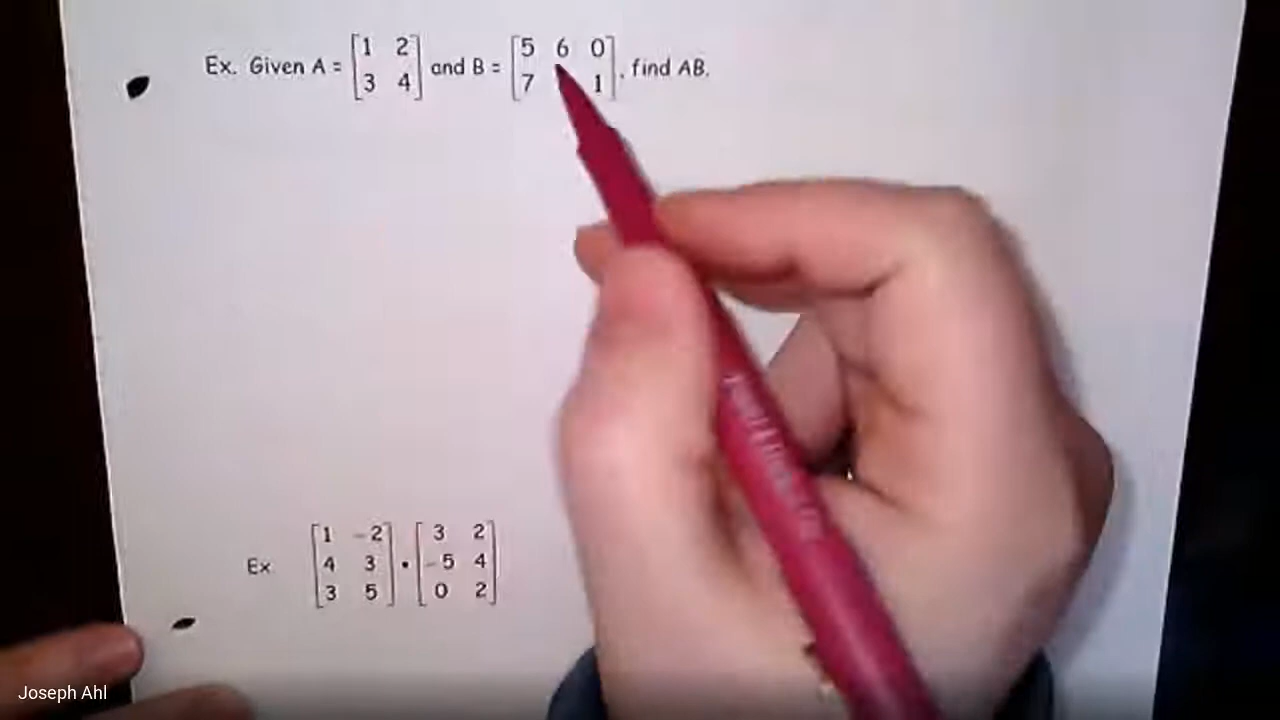 Ex. Given A = [1 2 and B = [5 6 0
3 4] 7 1], find AB.
Ex [1 -2 · [3 2
4 3 -5 4
3 5] 0 2]
Joseph Ahl